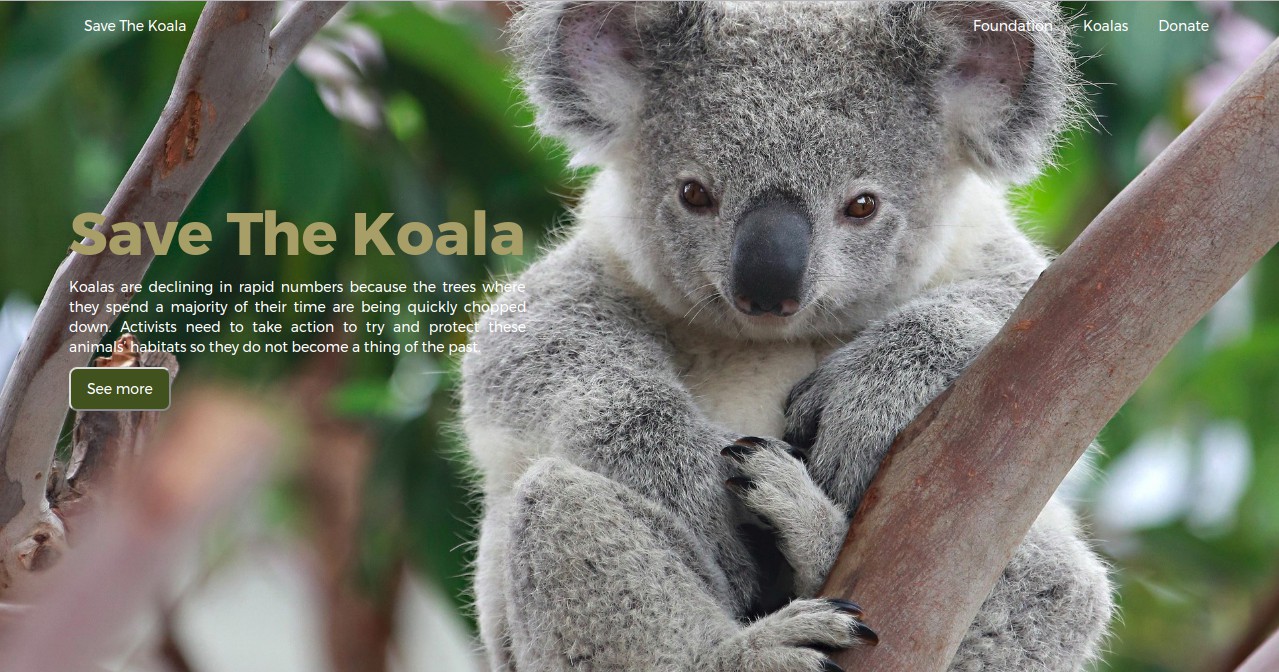 Save The Koala
Foundation
Koalas
Donate
Save The Koala
Koalas are declining in rapid numbers because the trees where
they spend a majority of their time are being quickly chopped
down. Activists need to take action to try and protect these
animals' habitats so they do not become a thing of the past.
See more